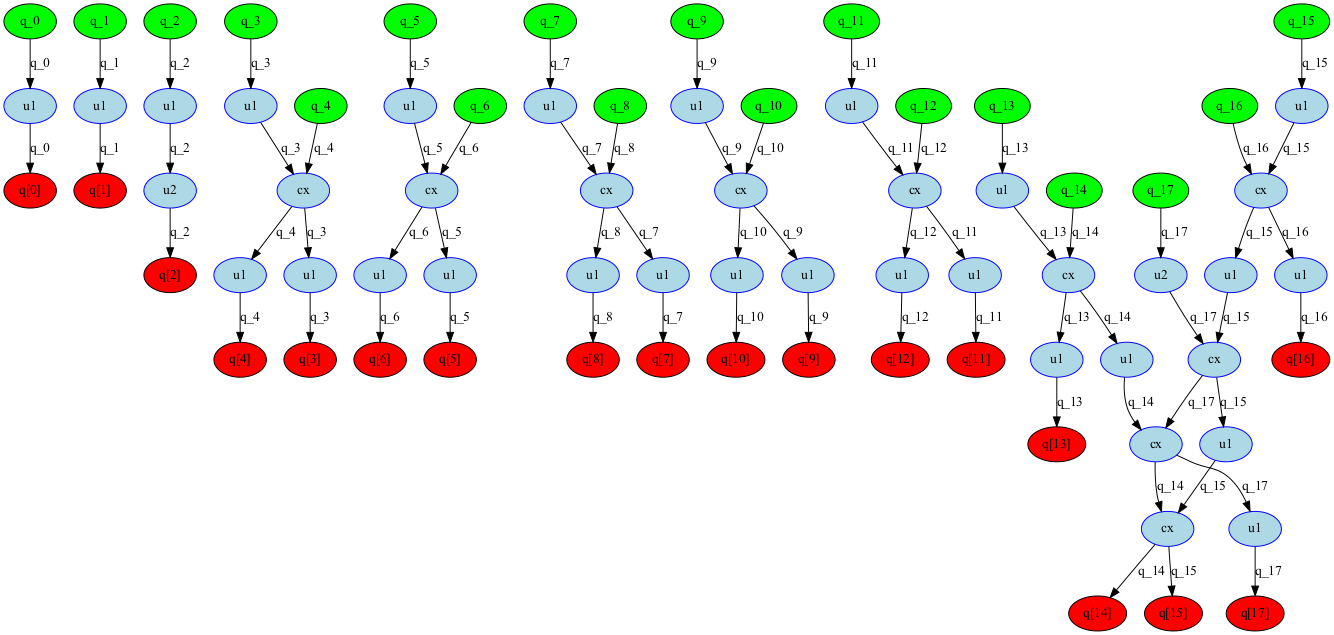 q_0 q_1 q_2 q_3 q_5 q_7 q_9 q_11 q_15
q_0 q_1 q_2 q_3 q_5 q_7 q_9 q_11 q_15
u1 u1 u1 u1 q_4 u1 q_6 u1 q_8 u1 q_10 u1 q_12 q_13 q_16 u1
q_0 q_1 q_2 q_3 q_4 q_5 q_6 q_7 q_8 q_9 q_10 q_11 q_12 q_13 q_16 q_15
q[0] q[1] u2 cx cx cx cx cx u1 q_14 q_17 cx
q_2 q_4 q_3 q_6 q_5 q_8 q_7 q_10 q_9 q_12 q_11 q_13 q_14 q_17 q_15 q_16
q[2] u1 u1 u1 u1 u1 u1 u1 u1 u1 u1 cx u2 u1 u1
q_4 q_3 q_6 q_5 q_8 q_7 q_10 q_9 q_12 q_11 q_13 q_14 q_17 q_15 q_16
q[4] q[3] q[6] q[5] q[8] q[7] q[10] q[9] q[12] q[11] u1 u1 cx q[16]
q_13 q_14 q_17 q_15
q[13] cx u1
q_14 q_15 q_17
cx u1
q_14 q_15 q_17
q[14] q[15] q[17]